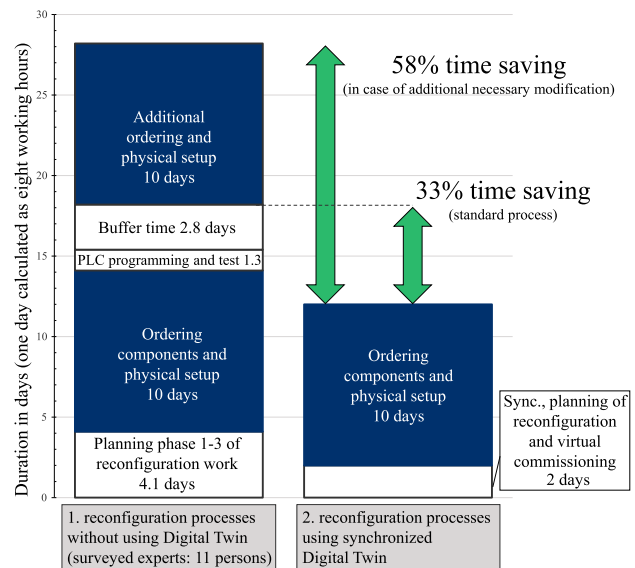 Duration in days (one day calculated as eight working hours)
30
25
20
15
10
5
0
Additional
ordering and
physical setup
10 days
Buffer time 2.8 days
PLC programming and test 1.3
Ordering
components and
physical setup
10 days
Planning phase 1-3 of
reconfiguration work
4.1 days
58% time saving
(in case of additional necessary modification)
33% time saving
(standard process)
Ordering
components and
physical setup
10 days
Sync., planning of
reconfiguration
and virtual
commissioning
2 days
1. reconfiguration processes
without using Digital Twin
(surveyed experts: 11 persons)
2. reconfiguration processes
using synchronized
Digital Twin